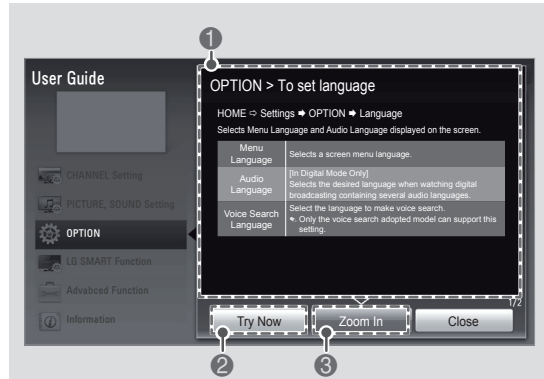 1
User Guide
OPTION > To set language
HOME ⇨ Settings ➡ OPTION ➡ Language
Selects Menu Language and Audio Language displayed on the screen.
Menu
Language
Selects a screen menu language.
Audio
Language
[In Digital Mode Only]
Selects the desired language when watching digital
broadcasting containing several audio languages.
Voice Search
Language
Select the language to make voice search.
Only the voice search adopted model can support this
setting.
CHANNEL Setting
PICTURE, SOUND Setting
OPTION
LG SMART Function
Advabced Function
Information
1/2
Try Now
Zoom In
Close
2
3